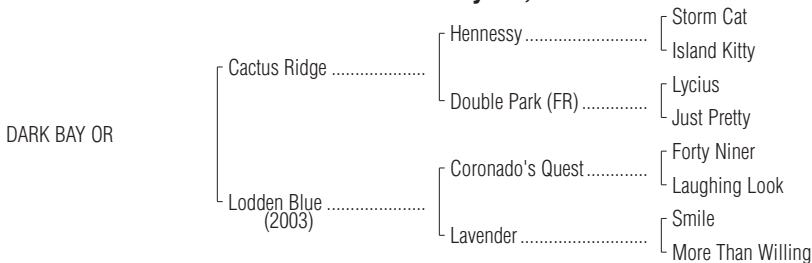 Storm Cat
Hennessy
Island Kitty
Cactus Ridge
Lycius
Double Park (FR)
Just Pretty
DARK BAY OR
Forty Niner
Coronado's Quest
Laughing Look
Lodden Blue
(2003)
Smile
Lavender
More Than Willing